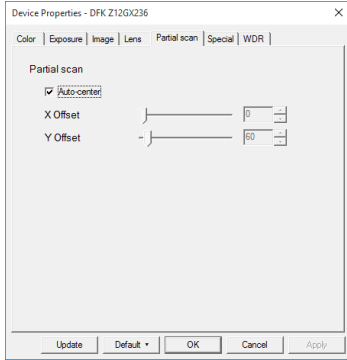 Device Properties - DFK Z12GX236
Color Exposure Image Lens Partial scan Special WDR
Partial scan
Auto-center
X Offset 0
Y Offset 60
Update Default OK Cancel Apply